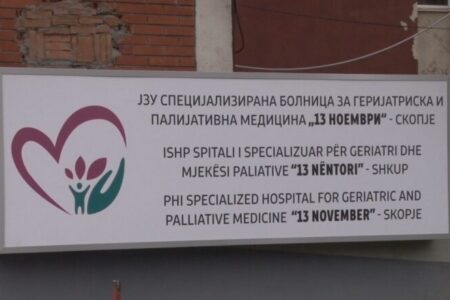 ЈЗУ СПЕЦИЈАЛИЗИРАНА БОЛНИЦА ЗА ГЕРИЈАТРИСКА И
ПАЛИЈАТИВНА МЕДИЦИНА „13 НОЕМВРИ“ - СКОПЈЕ
ISHP SPITALI I SPECIALIZUAR PËR GERIATRI DHE
MJEKËSI PALIATIVE “13 NËNTORI” - SHKUP
PHI SPECIALIZED HOSPITAL FOR GERIATRIC AND
PALLIATIVE MEDICINE “13 NOVEMBER” - SKOPJE